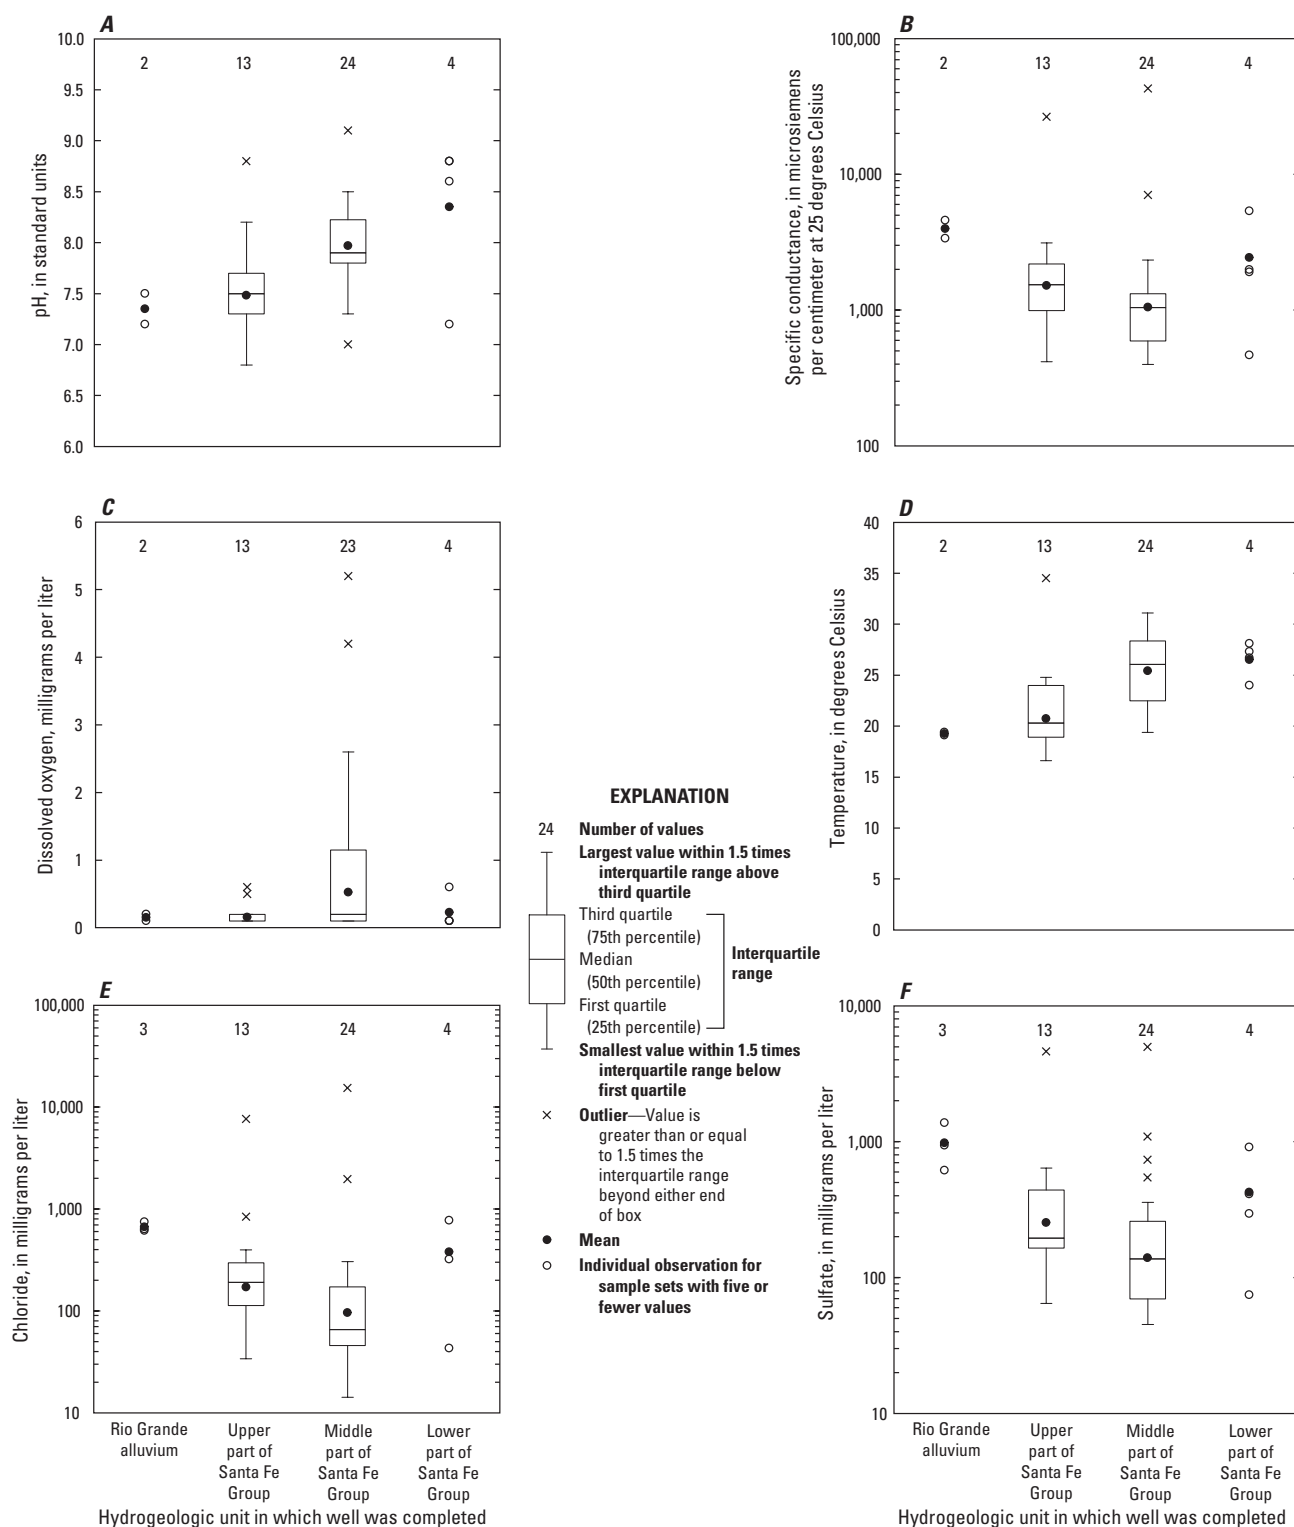 A
10.0
9.5
9.0
8.5
8.0
7.5
7.0
6.5
6.0
pH, in standard units
2 13 24 4
B
100,000
10,000
1,000
100
Specific conductance, in microsiemens
per centimeter at 25 degrees Celsius
2 13 24 4
C
6
5
4
3
2
1
0
Dissolved oxygen, milligrams per liter
2 13 23 4
D
40
35
30
25
20
15
10
5
0
Temperature, in degrees Celsius
2 13 24 4
EXPLANATION
24 Number of values
Largest value within 1.5 times
interquartile range above
third quartile
Third quartile
(75th percentile)
Median
(50th percentile)
First quartile
(25th percentile)
Interquartile
range
Smallest value within 1.5 times
interquartile range below
first quartile
Outlier—Value is
greater than or equal
to 1.5 times the
interquartile range
beyond either end
of box
Mean
Individual observation for
sample sets with five or
fewer values
E
100,000
10,000
1,000
100
10
Chloride, in milligrams per liter
3 13 24 4
Rio Grande
alluvium
Upper
part of
Santa Fe
Group
Middle
part of
Santa Fe
Group
Lower
part of
Santa Fe
Group
Hydrogeologic unit in which well was completed
F
10,000
1,000
100
10
Sulfate, in milligrams per liter
3 13 24 4
Rio Grande
alluvium
Upper
part of
Santa Fe
Group
Middle
part of
Santa Fe
Group
Lower
part of
Santa Fe
Group
Hydrogeologic unit in which well was completed